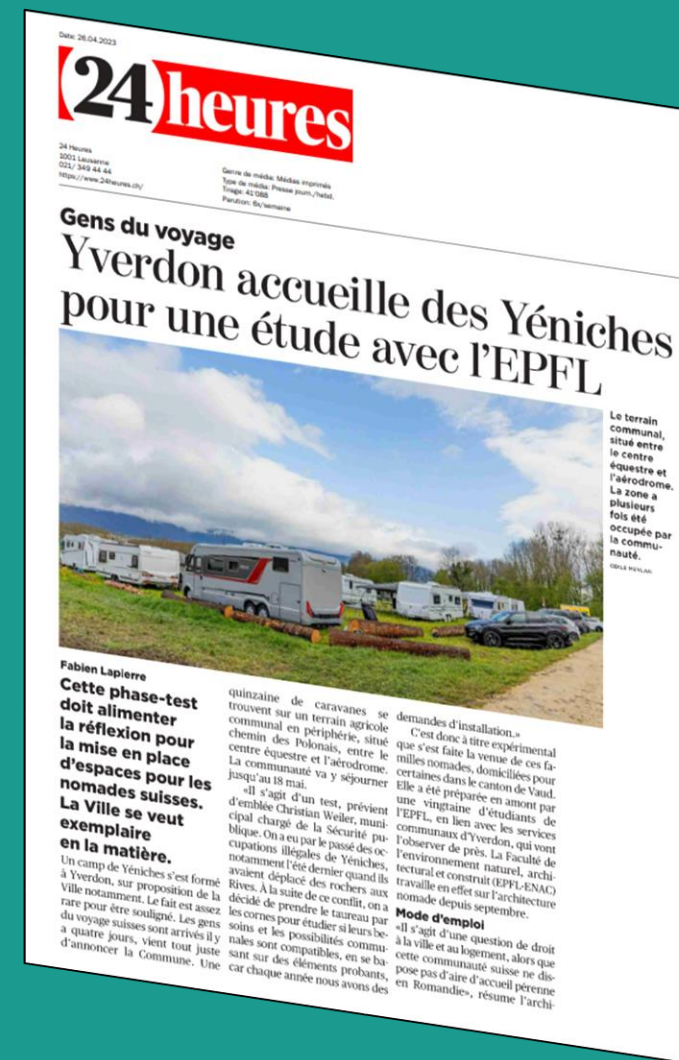 Date: 26.04.2023
(24)heures
24 Heures
1001 Lausanne
021/ 349 44 44
https://www.24heures.ch/
Genre de média: Médias imprimés
Type de média: Presse journ./hebd.
Tirage: 41'088
Parution: 6x/semaine
Gens du voyage
Yverdon accueille des Yéniches
pour une étude avec l'EPFL
Le terrain
communal,
situé entre
le centre
équestre et
l'aérodrome.
La zone a
plusieurs
fois été
occupée par
la commu-
nauté.
ODILE MEYLAN
Fabien Lapierre
Cette phase-test
doit alimenter
la réflexion pour
la mise en place
d'espaces pour les
nomades suisses.
La Ville se veut
exemplaire
en la matière.
Un camp de Yéniches s'est formé
à Yverdon, sur proposition de la
Ville notamment. Le fait est assez
rare pour être souligné. Les gens
du voyage suisses sont arrivés il y
a quatre jours, vient tout juste
d'annoncer la Commune. Une
quinzaine de caravanes se
trouvent sur un terrain agricole
communal en périphérie, situé
chemin des Polonais, entre le
centre équestre et l'aérodrome.
La communauté va y séjourner
jusqu'au 18 mai.
«Il s'agit d'un test, prévient
d'emblée Christian Weiler, muni-
cipal chargé de la Sécurité pu-
blique. On a eu par le passé des oc-
cupations illégales de Yéniches,
notamment l'été dernier quand ils
avaient déplacé des rochers aux
Rives. À la suite de ce conflit, on a
décidé de prendre le taureau par
les cornes pour étudier si leurs be-
soins et les possibilités commu-
nales sont compatibles, en se ba-
sant sur des éléments probants,
car chaque année nous avons des
demandes d'installation.»
C'est donc à titre expérimental
que s'est faite la venue de ces fa-
milles nomades, domiciliées pour
certaines dans le canton de Vaud.
Elle a été préparée en amont par
une vingtaine d'étudiants de
l'EPFL, en lien avec les services
communaux d'Yverdon, qui vont
l'observer de près. La Faculté de
l'environnement naturel, archi-
tectural et construit (EPFL-ENAC)
travaille en effet sur l'architecture
nomade depuis septembre.
Mode d'emploi
«Il s'agit d'une question de droit
à la ville et au logement, alors que
cette communauté suisse ne dis-
pose pas d'aire d'accueil pérenne
en Romandie», résume l'archi-